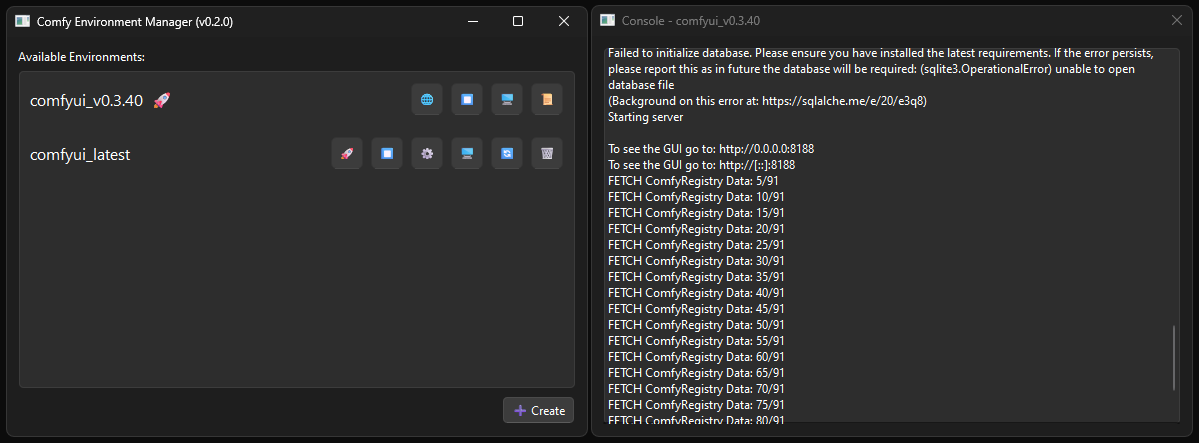 Comfy Environment Manager (v0.2.0)
Available Environments:
comfyui_v0.3.40
comfyui_latest
Create
Console - comfyui_v0.3.40
Failed to initialize database. Please ensure you have installed the latest requirements. If the error persists,
please report this as in future the database will be required: (sqlite3.OperationalError) unable to open
database file
(Background on this error at: https://sqlalche.me/e/20/e3q8)
Starting server
To see the GUI go to: http://0.0.0.0:8188
To see the GUI go to: http://[::]:8188
FETCH ComfyRegistry Data: 5/91
FETCH ComfyRegistry Data: 10/91
FETCH ComfyRegistry Data: 15/91
FETCH ComfyRegistry Data: 20/91
FETCH ComfyRegistry Data: 25/91
FETCH ComfyRegistry Data: 30/91
FETCH ComfyRegistry Data: 35/91
FETCH ComfyRegistry Data: 40/91
FETCH ComfyRegistry Data: 45/91
FETCH ComfyRegistry Data: 50/91
FETCH ComfyRegistry Data: 55/91
FETCH ComfyRegistry Data: 60/91
FETCH ComfyRegistry Data: 65/91
FETCH ComfyRegistry Data: 70/91
FETCH ComfyRegistry Data: 75/91
FETCH ComfyRegistry Data: 80/91